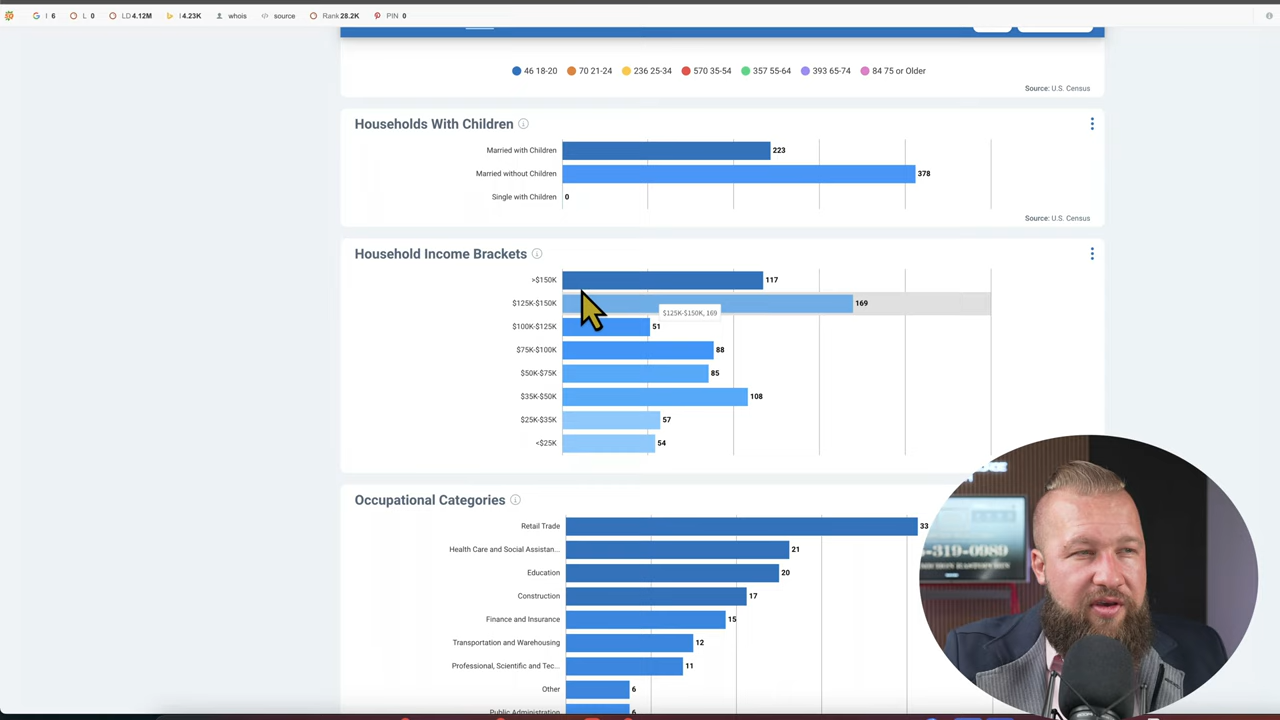 I 6 L 0 LD 4.12M I 4.23K whois source Rank 28.2K PIN 0
46 18-20 70 21-24 236 25-34 570 35-54 357 55-64 393 65-74 84 75 or Older
Source: U.S. Census
Households With Children
Married with Children 223
Married without Children 378
Single with Children 0
Source: U.S. Census
Household Income Brackets
>$150K 117
$125K-$150K 169
$125K-$150K, 169
$100K-$125K 51
$75K-$100K 88
$50K-$75K 85
$35K-$50K 108
$25K-$35K 57
<$25K 54
Occupational Categories
Retail Trade 33
Health Care and Social Assistan... 21
Education 20
Construction 17
Finance and Insurance 15
Transportation and Warehousing 12
Professional, Scientific and Tec... 11
Other 6
Public Administration 6
-319-0989